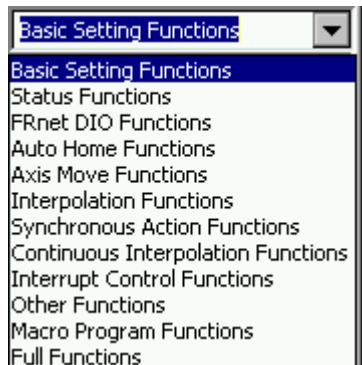 Basic Setting Functions
Basic Setting Functions
Status Functions
FRnet DIO Functions
Auto Home Functions
Axis Move Functions
Interpolation Functions
Synchronous Action Functions
Continuous Interpolation Functions
Interrupt Control Functions
Other Functions
Macro Program Functions
Full Functions